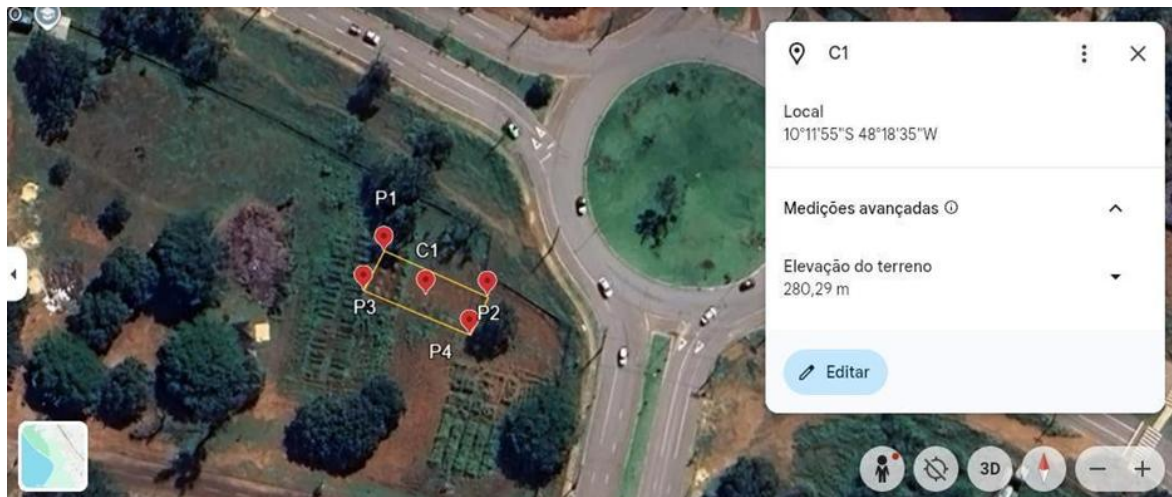 C1
Local
10°11'55"S 48°18'35"W
Medições avançadas
Elevação do terreno
280,29 m
Editar
P1
C1
P3
P2
P4
3D